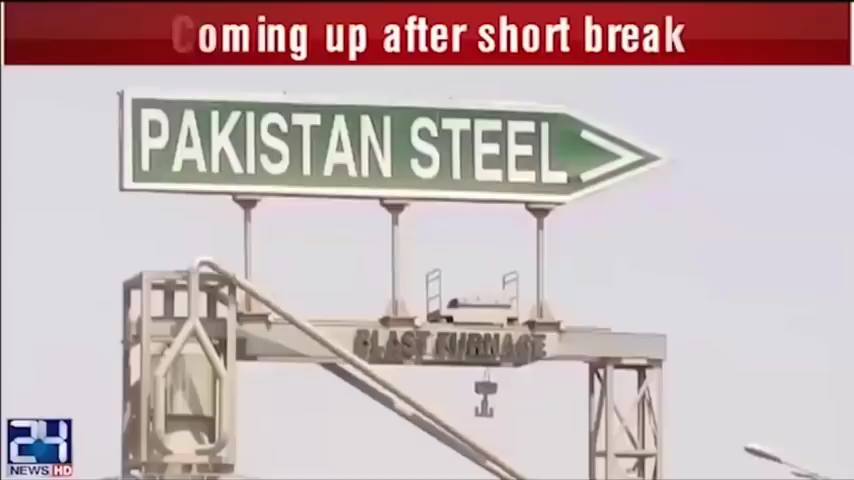 Coming up after short break
PAKISTAN STEEL
BLAST FURNACE
24
NEWS HD